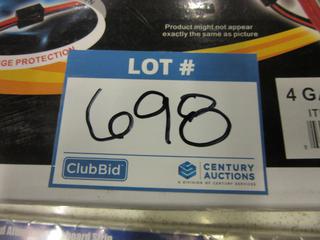 Product might not appear
exactly the same as picture
GE PROTECTION
LOT #
698
4 GA
IT
ClubBid
CENTURY
AUCTIONS
A DIVISION OF CENTURY SERVICES